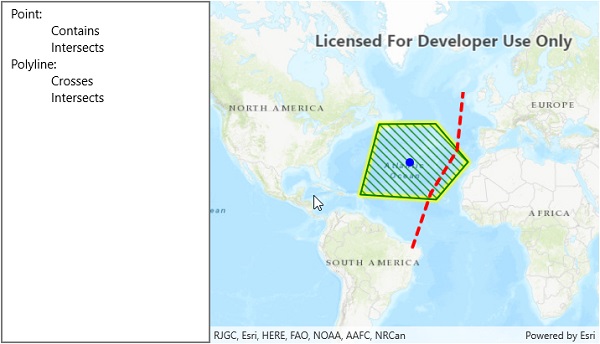 Point:
Contains
Intersects
Polyline:
Crosses
Intersects
Licensed For Developer Use Only
NORTH AMERICA
EUROPE
Atlantic
Ocean
ean
AFRICA
SOUTH AMERICA
RJGC, Esri, HERE, FAO, NOAA, AAFC, NRCan
Powered by Esri